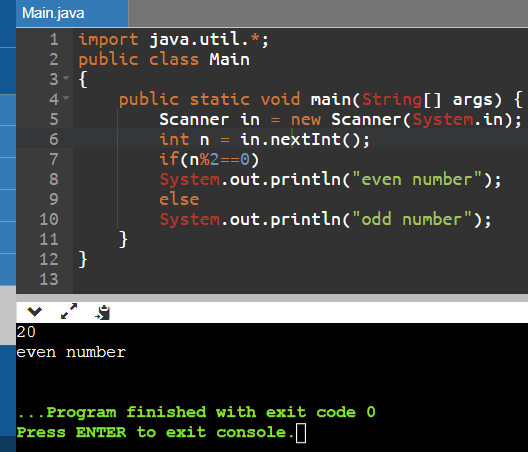 Main.java
1 import java.util.*;
2 public class Main
3 {
4     public static void main(String[] args) {
5         Scanner in = new Scanner(System.in);
6         int n = in.nextInt();
7         if(n%2==0)
8         System.out.println("even number");
9         else
10         System.out.println("odd number");
11     }
12 }
13
20
even number
...Program finished with exit code 0
Press ENTER to exit console.